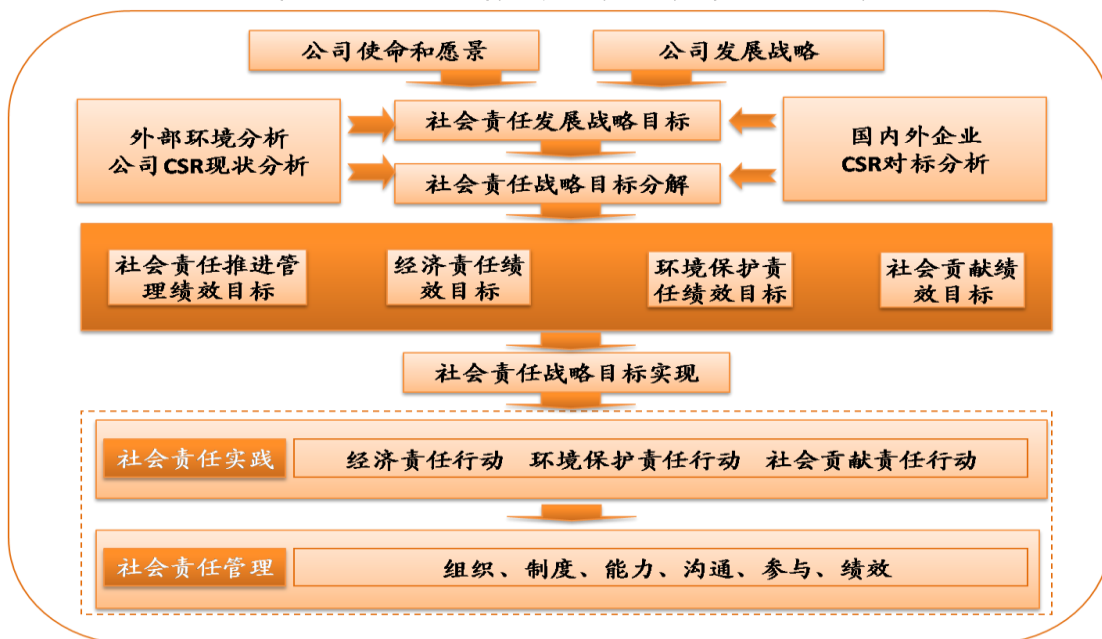 公司使命和愿景
公司发展战略
外部环境分析
公司CSR现状分析
社会责任发展战略目标
社会责任战略目标分解
国内外企业
CSR对标分析
社会责任推进管
理绩效目标
经济责任绩
效目标
环境保护责
任绩效目标
社会贡献绩
效目标
社会责任战略目标实现
社会责任实践
经济责任行动 环境保护责任行动 社会贡献责任行动
社会责任管理
组织、制度、能力、沟通、参与、绩效